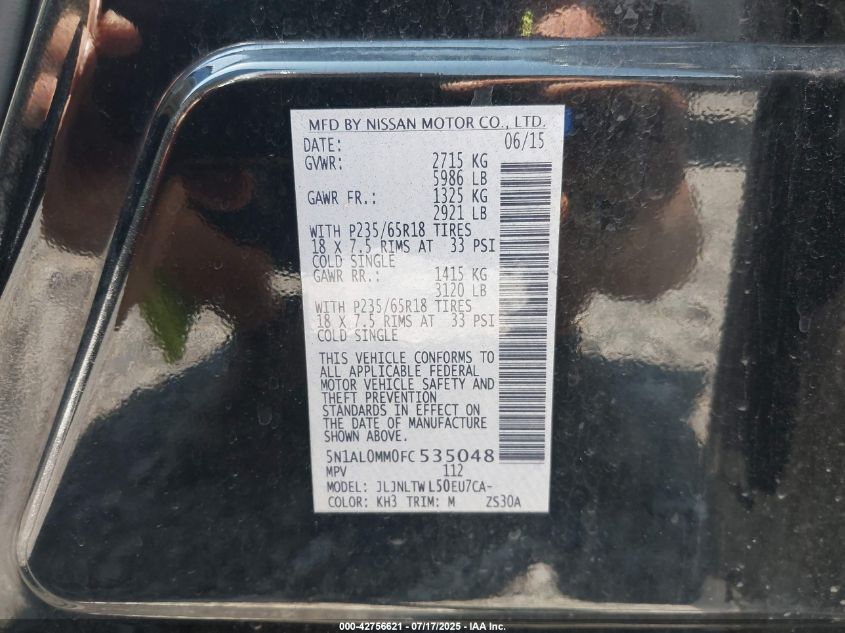 MFD BY NISSAN MOTOR CO., LTD.
DATE: 06/15
GVWR: 2715 KG
5986 LB
GAWR FR.: 1325 KG
2921 LB
WITH P235/65R18 TIRES
18 X 7.5 RIMS AT 33 PSI
COLD SINGLE
GAWR RR.: 1415 KG
3120 LB
WITH P235/65R18 TIRES
18 X 7.5 RIMS AT 33 PSI
COLD SINGLE
THIS VEHICLE CONFORMS TO
ALL APPLICABLE FEDERAL
MOTOR VEHICLE SAFETY AND
THEFT PREVENTION
STANDARDS IN EFFECT ON
THE DATE OF MANUFACTURE
SHOWN ABOVE.
5N1AL0MM0FC535048
MPV 112
MODEL: JLJNLTWL50EU7CA-
COLOR: KH3 TRIM: M ZS30A
000-42756621 - 07/17/2025 - IAA Inc.